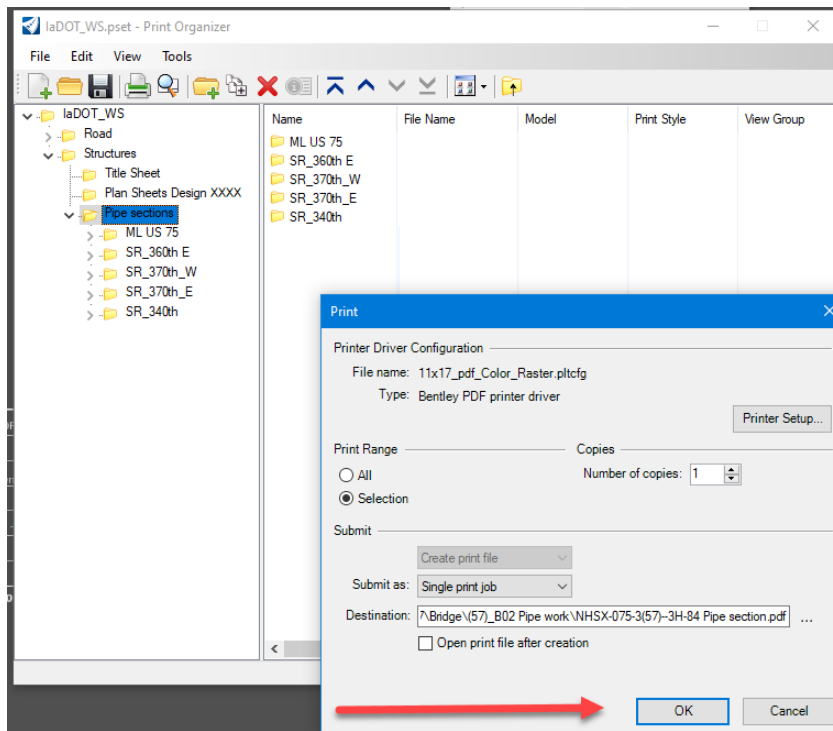 IaDOT_WS.pset - Print Organizer
File Edit View Tools
IaDOT_WS
Road
Structures
Title Sheet
Plan Sheets Design XXXX
Pipe sections
ML US 75
SR_360th E
SR_370th_W
SR_370th_E
SR_340th
Name File Name Model Print Style View Group
ML US 75
SR_360th E
SR_370th_W
SR_370th_E
SR_340th
Print
Printer Driver Configuration
File name: 11x17_pdf_Color_Raster.pltcfg
Type: Bentley PDF printer driver
Printer Setup...
Print Range Copies
All Number of copies: 1
Selection
Submit
Create print file
Submit as: Single print job
Destination: \Bridge\(57)_B02 Pipe work\NHSX-075-3(57)--3H-84 Pipe section.pdf ...
Open print file after creation
OK Cancel